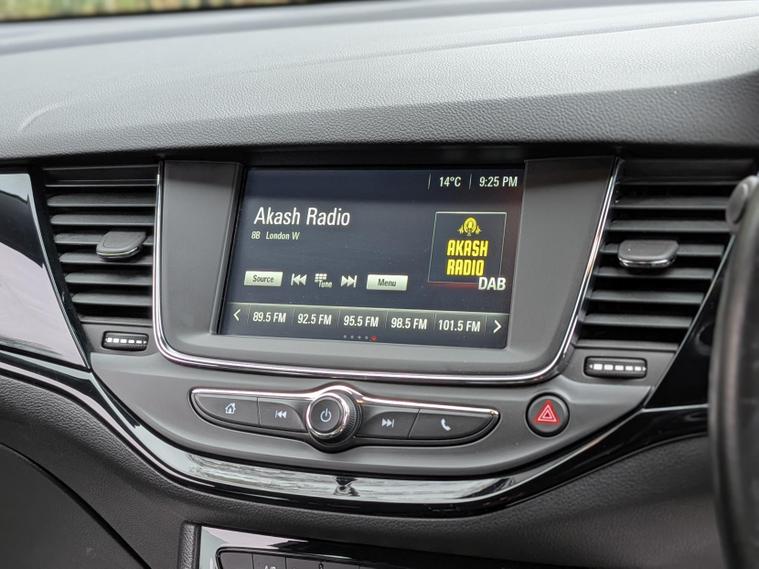 14°C 9:25 PM
Akash Radio
8B London W
AKASH
RADIO
DAB
Source Tune Menu
89.5 FM 92.5 FM 95.5 FM 98.5 FM 101.5 FM